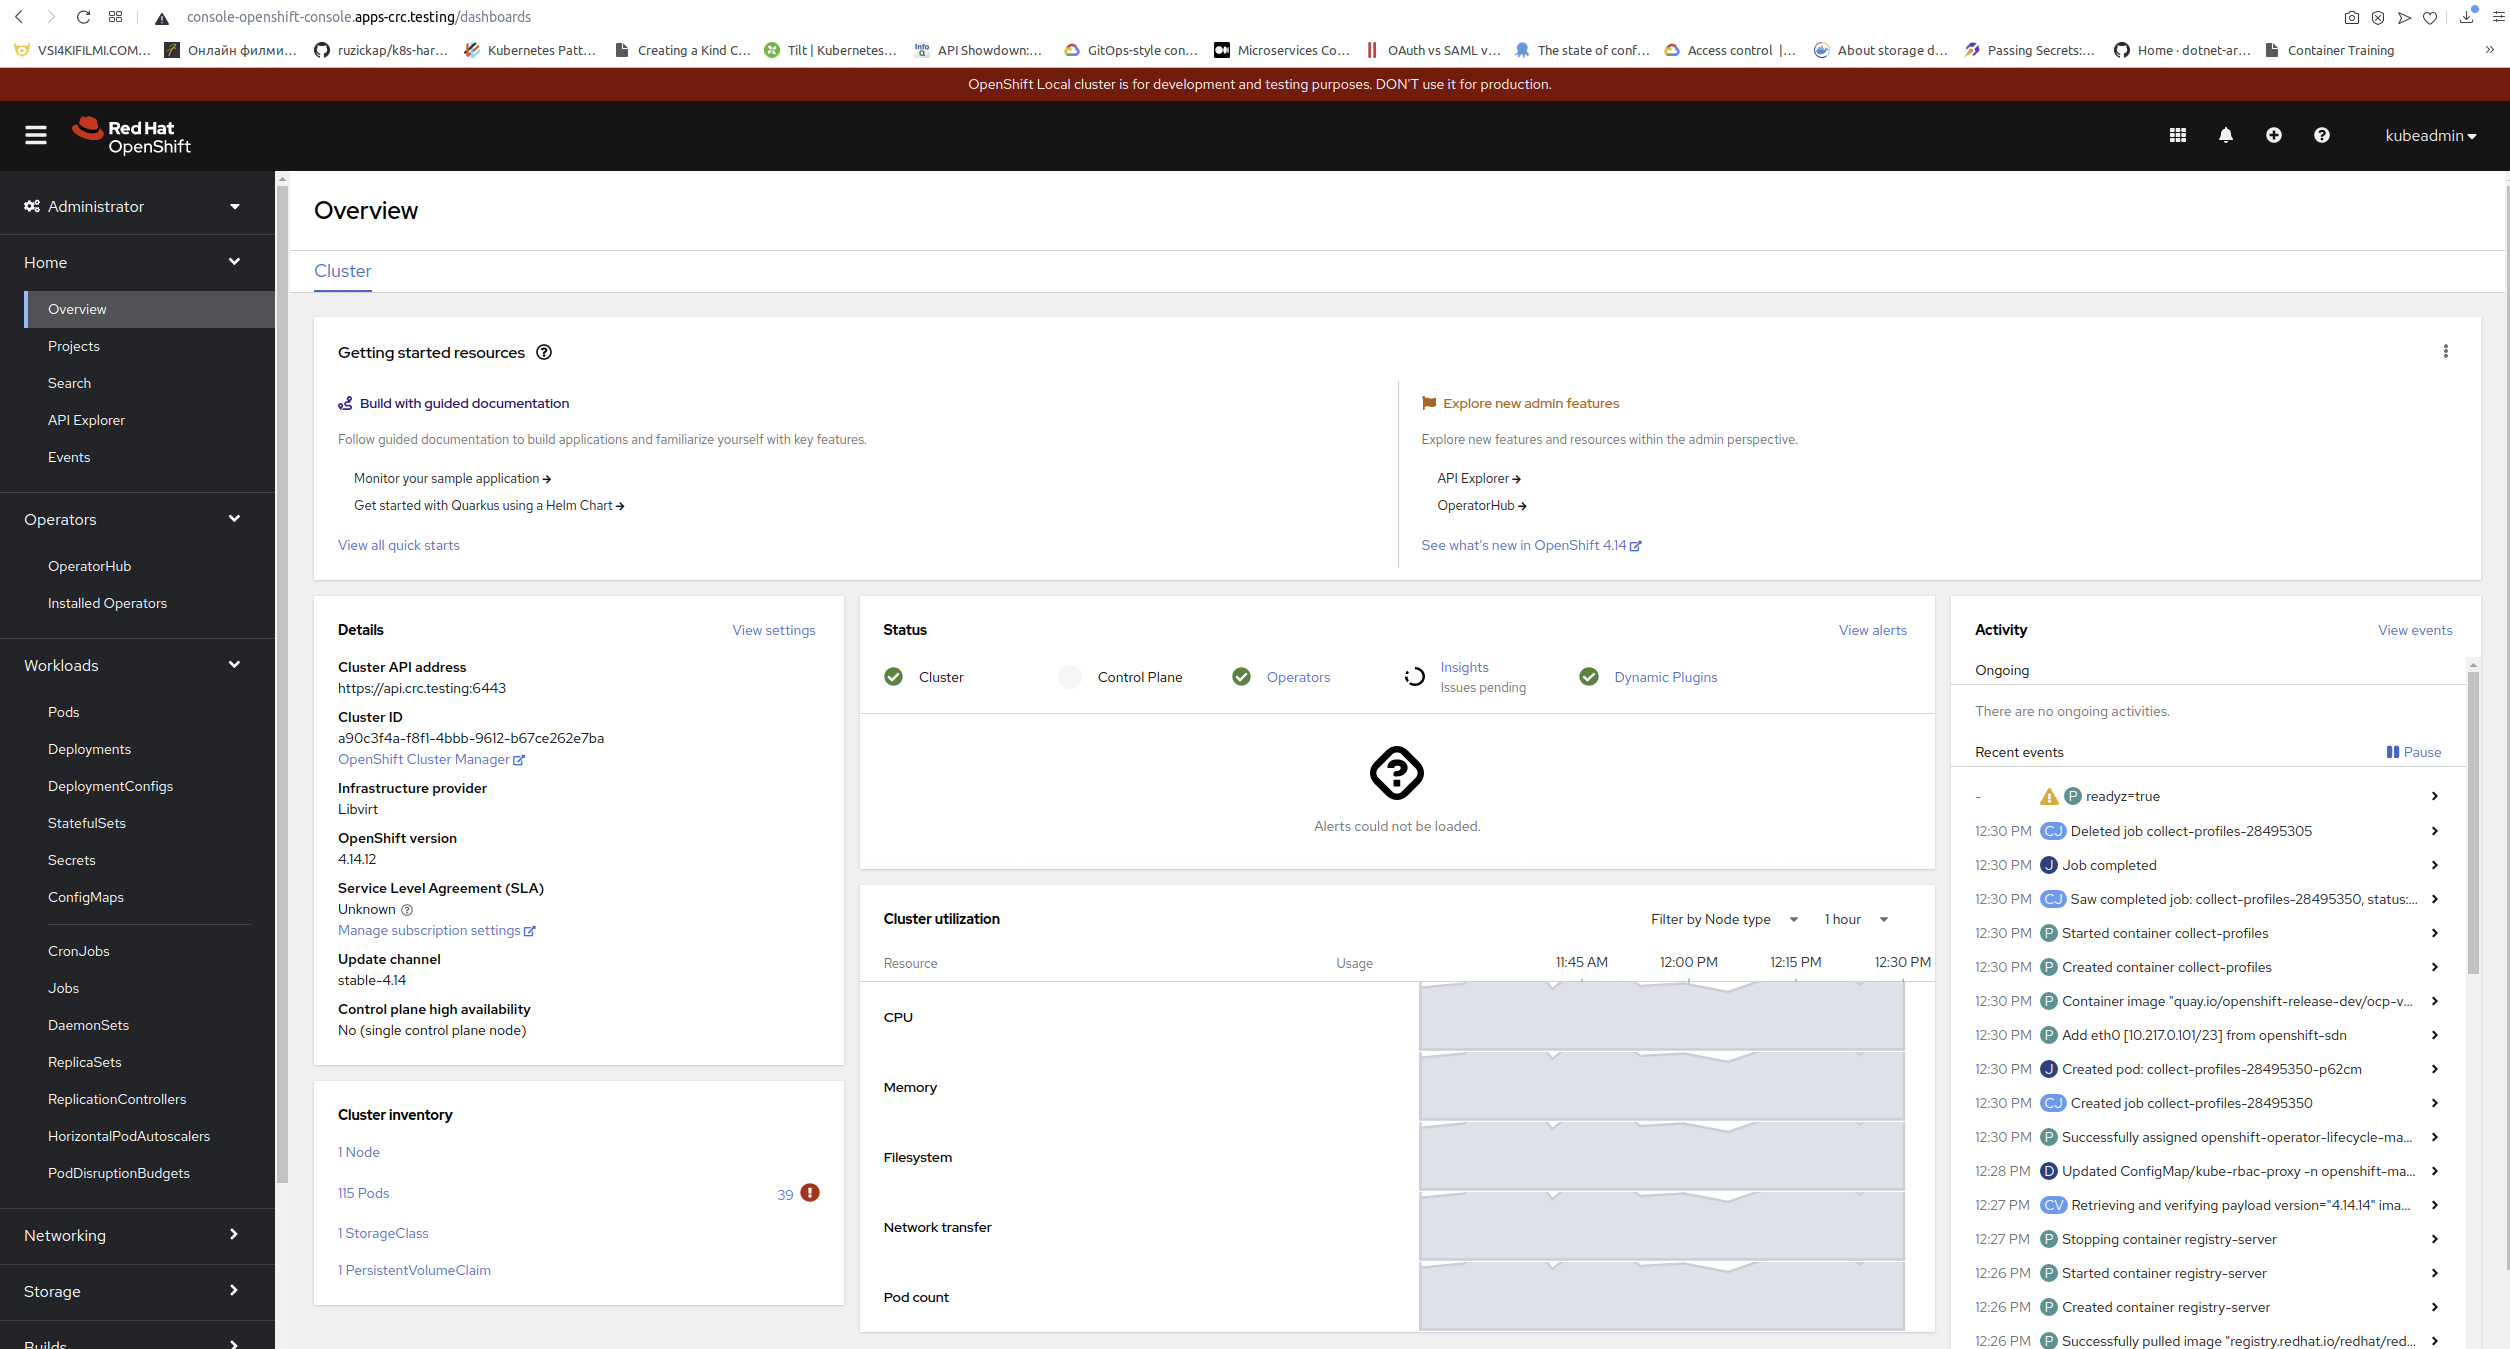 console-openshift-console.apps-crc.testing/dashboards
VSI4KIFILMI.COM...
Онлайн филми...
ruzickap/k8s-har...
Kubernetes Patt...
Creating a Kind C...
Tilt | Kubernetes...
API Showdown:...
GitOps-style con...
Microservices Co...
OAuth vs SAML v...
The state of conf...
Access control |...
About storage d...
Passing Secrets:...
Home · dotnet-ar...
Container Training
OpenShift Local cluster is for development and testing purposes. DON'T use it for production.
Red Hat
OpenShift
kubeadmin
Administrator
Home
Overview
Projects
Search
API Explorer
Events
Operators
OperatorHub
Installed Operators
Workloads
Pods
Deployments
DeploymentConfigs
StatefulSets
Secrets
ConfigMaps
CronJobs
Jobs
DaemonSets
ReplicaSets
ReplicationControllers
HorizontalPodAutoscalers
PodDisruptionBudgets
Networking
Storage
Builds
Overview
Cluster
Getting started resources
Build with guided documentation
Follow guided documentation to build applications and familiarize yourself with key features.
Monitor your sample application
Get started with Quarkus using a Helm Chart
View all quick starts
Explore new admin features
Explore new features and resources within the admin perspective.
API Explorer
OperatorHub
See what's new in OpenShift 4.14
Details
View settings
Cluster API address
https://api.crc.testing:6443
Cluster ID
a90c3f4a-f8f1-4bbb-9612-b67ce262e7ba
OpenShift Cluster Manager
Infrastructure provider
Libvirt
OpenShift version
4.14.12
Service Level Agreement (SLA)
Unknown
Manage subscription settings
Update channel
stable-4.14
Control plane high availability
No (single control plane node)
Cluster inventory
1 Node
115 Pods
39
1 StorageClass
1 PersistentVolumeClaim
Status
View alerts
Cluster
Control Plane
Operators
Insights
Issues pending
Dynamic Plugins
Alerts could not be loaded.
Cluster utilization
Filter by Node type
1 hour
Resource
Usage
11:45 AM
12:00 PM
12:15 PM
12:30 PM
CPU
Memory
Filesystem
Network transfer
Pod count
Activity
View events
Ongoing
There are no ongoing activities.
Recent events
Pause
- P readyz=true
12:30 PM CJ Deleted job collect-profiles-28495305
12:30 PM J Job completed
12:30 PM CJ Saw completed job: collect-profiles-28495350, status:...
12:30 PM P Started container collect-profiles
12:30 PM P Created container collect-profiles
12:30 PM P Container image "quay.io/openshift-release-dev/ocp-v...
12:30 PM P Add eth0 [10.217.0.101/23] from openshift-sdn
12:30 PM J Created pod: collect-profiles-28495350-p62cm
12:30 PM CJ Created job collect-profiles-28495350
12:30 PM P Successfully assigned openshift-operator-lifecycle-ma...
12:28 PM D Updated ConfigMap/kube-rbac-proxy -n openshift-ma...
12:27 PM CV Retrieving and verifying payload version="4.14.14" ima...
12:27 PM P Stopping container registry-server
12:26 PM P Started container registry-server
12:26 PM P Created container registry-server
12:26 PM P Successfully pulled image "registry.redhat.io/redhat/red...